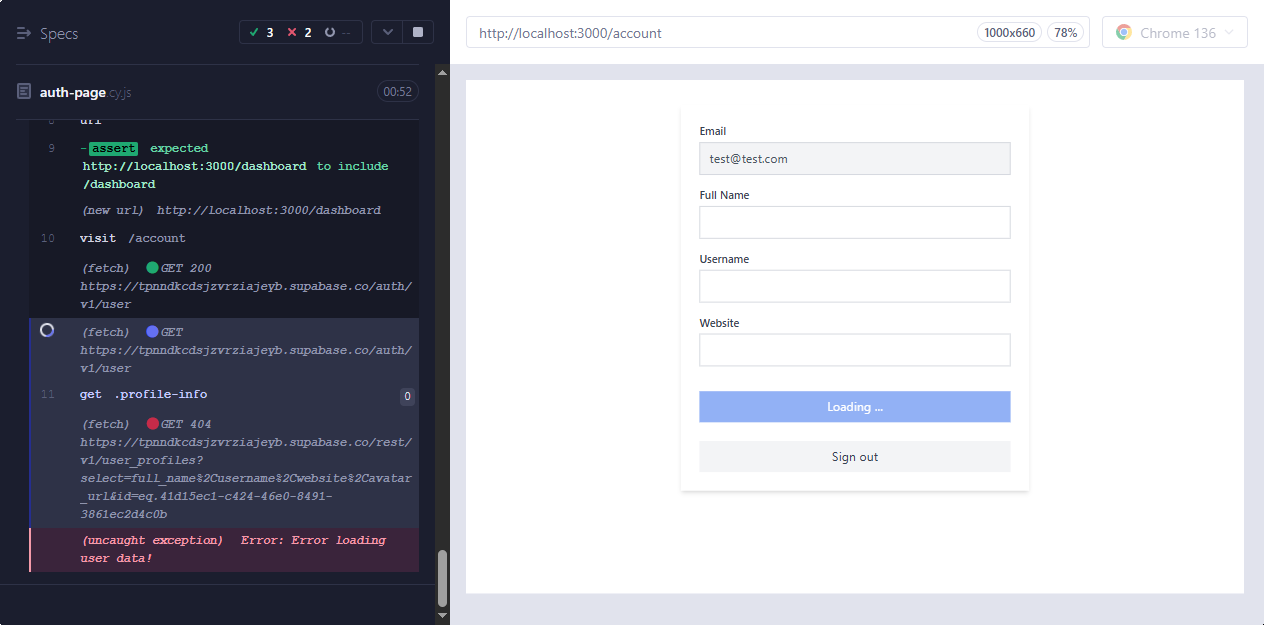 Specs
3
2
--
auth-page.cy.js
00:52
8 url
9 -assert expected
http://localhost:3000/dashboard to include
/dashboard
(new url) http://localhost:3000/dashboard
10 visit /account
(fetch) GET 200
https://tpnndkcdsjzvrziajeyb.supabase.co/auth/
v1/user
(fetch) GET
https://tpnndkcdsjzvrziajeyb.supabase.co/auth/
v1/user
11 get .profile-info 0
(fetch) GET 404
https://tpnndkcdsjzvrziajeyb.supabase.co/rest/
v1/user_profiles?
select=full_name%2Cusername%2Cwebsite%2Cavatar
_url&id=eq.41d15ec1-c424-46e0-8491-
3861ec2d4c0b
(uncaught exception) Error: Error loading
user data!
http://localhost:3000/account
1000x660
78%
Chrome 136
Email
test@test.com
Full Name
Username
Website
Loading ...
Sign out